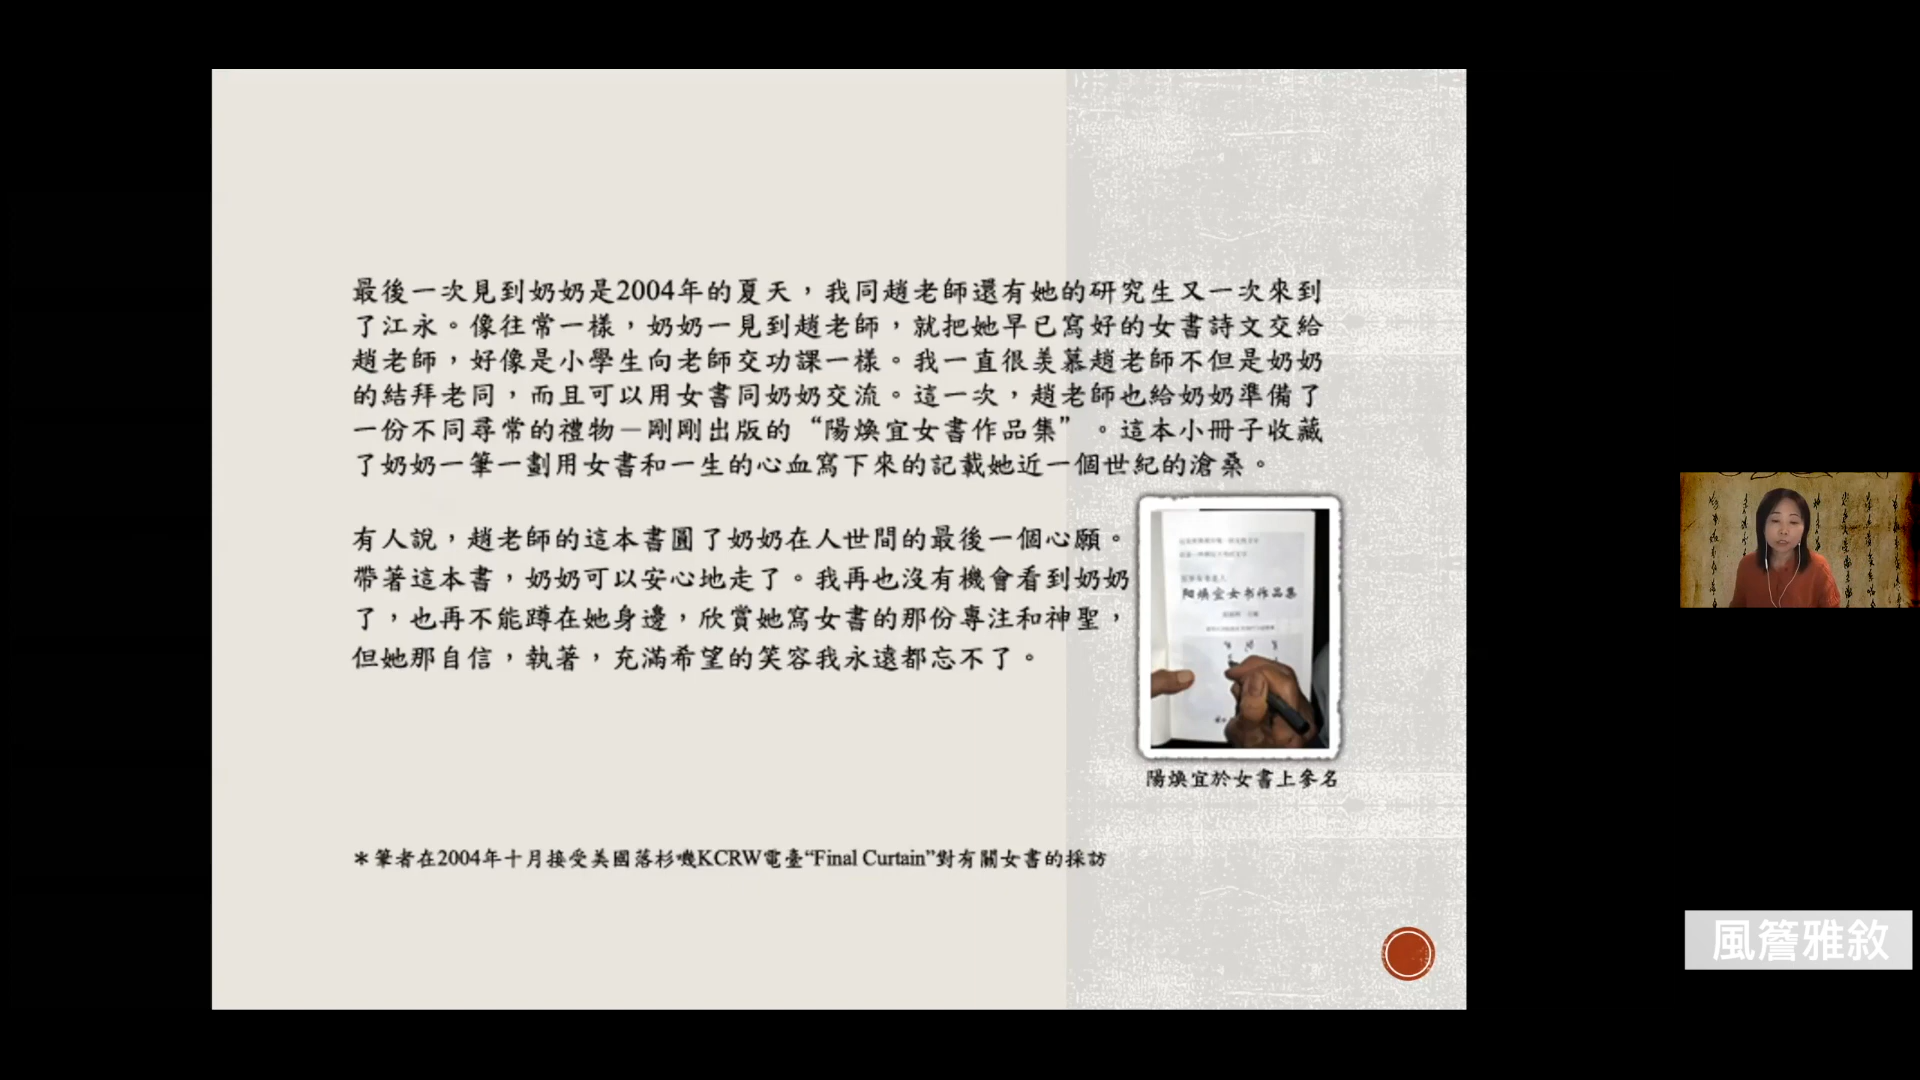 最後一次見到奶奶是2004年的夏天，我同趙老師還有她的研究生又一次來到
了江永。像往常一樣，奶奶一見到趙老師，就把她早已寫好的女書詩文交給
趙老師，好像是小學生向老師交功課一樣。我一直很羨慕趙老師不但是奶奶
的結拜老同，而且可以用女書同奶奶交流。這一次，趙老師也給奶奶準備了
一份不同尋常的禮物－剛剛出版的“陽煥宜女書作品集”。這本小冊子收藏
了奶奶一筆一劃用女書和一生的心血寫下來的記載她近一個世紀的滄桑。
有人說，趙老師的這本書圓了奶奶在人世間的最後一個心願。
帶著這本書，奶奶可以安心地走了。我再也沒有機會看到奶奶
了，也再不能蹲在她身邊，欣賞她寫女書的那份專注和神聖，
但她那自信，執著，充滿希望的笑容我永遠都忘不了。
阳焕宜女书作品集
陽煥宜於女書上參名
＊筆者在2004年十月接受美國落杉磯KCRW電臺“Final Curtain”對有關女書的採訪
風簷雅敘